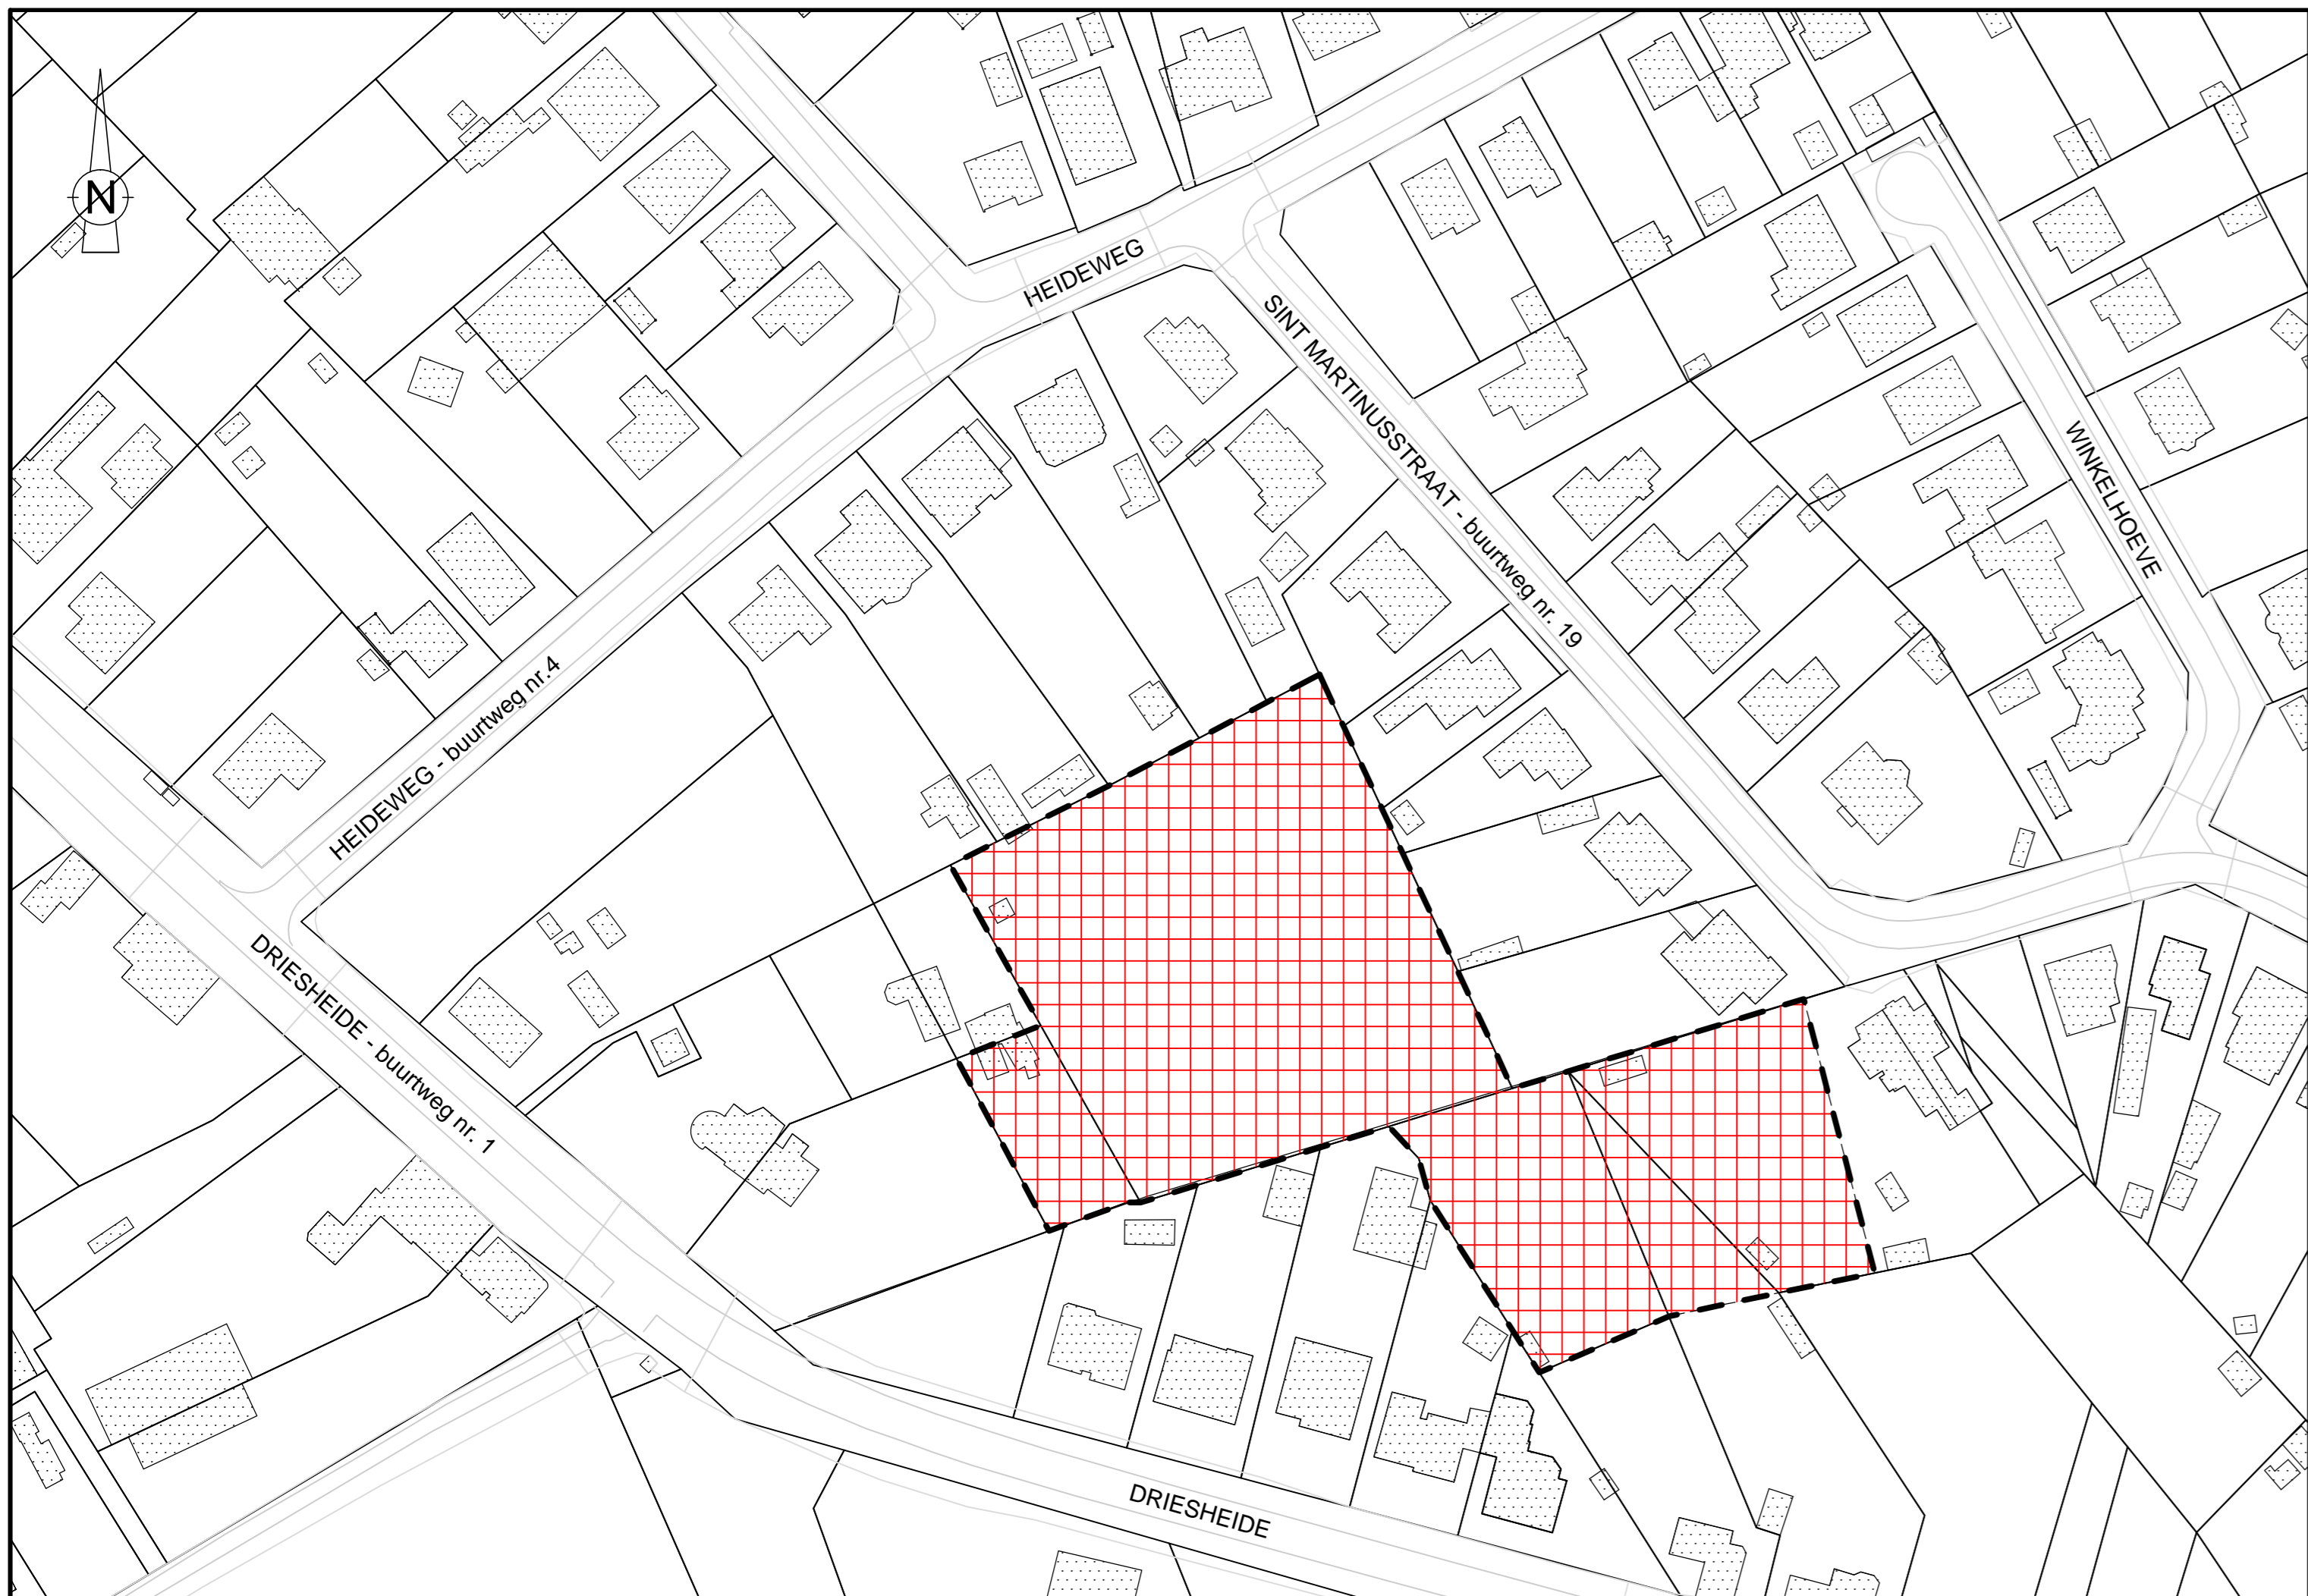 N
HEIDEWEG
SINT MARTINUSSTRAAT - buurtweg nr. 19
WINKELHOEVE
HEIDEWEG - buurtweg nr.4
DRIESHEIDE - buurtweg nr. 1
DRIESHEIDE